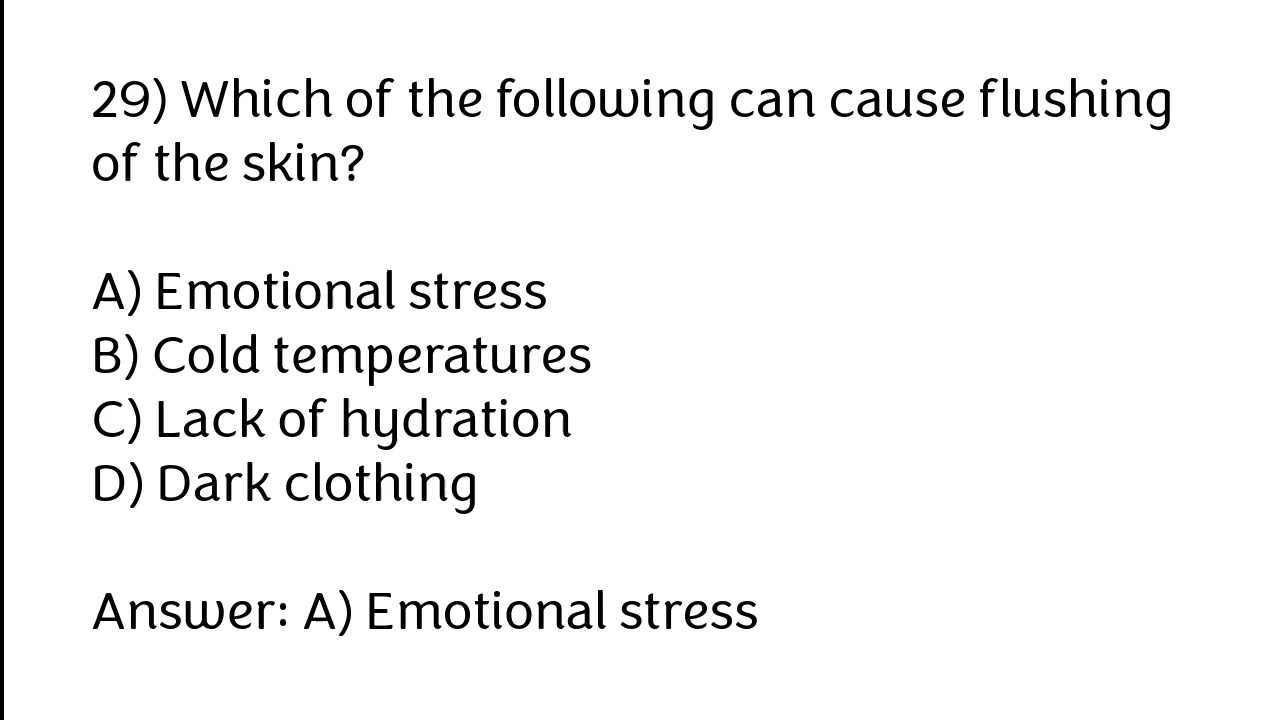 29) Which of the following can cause flushing
of the skin?
A) Emotional stress
B) Cold temperatures
C) Lack of hydration
D) Dark clothing
Answer: A) Emotional stress